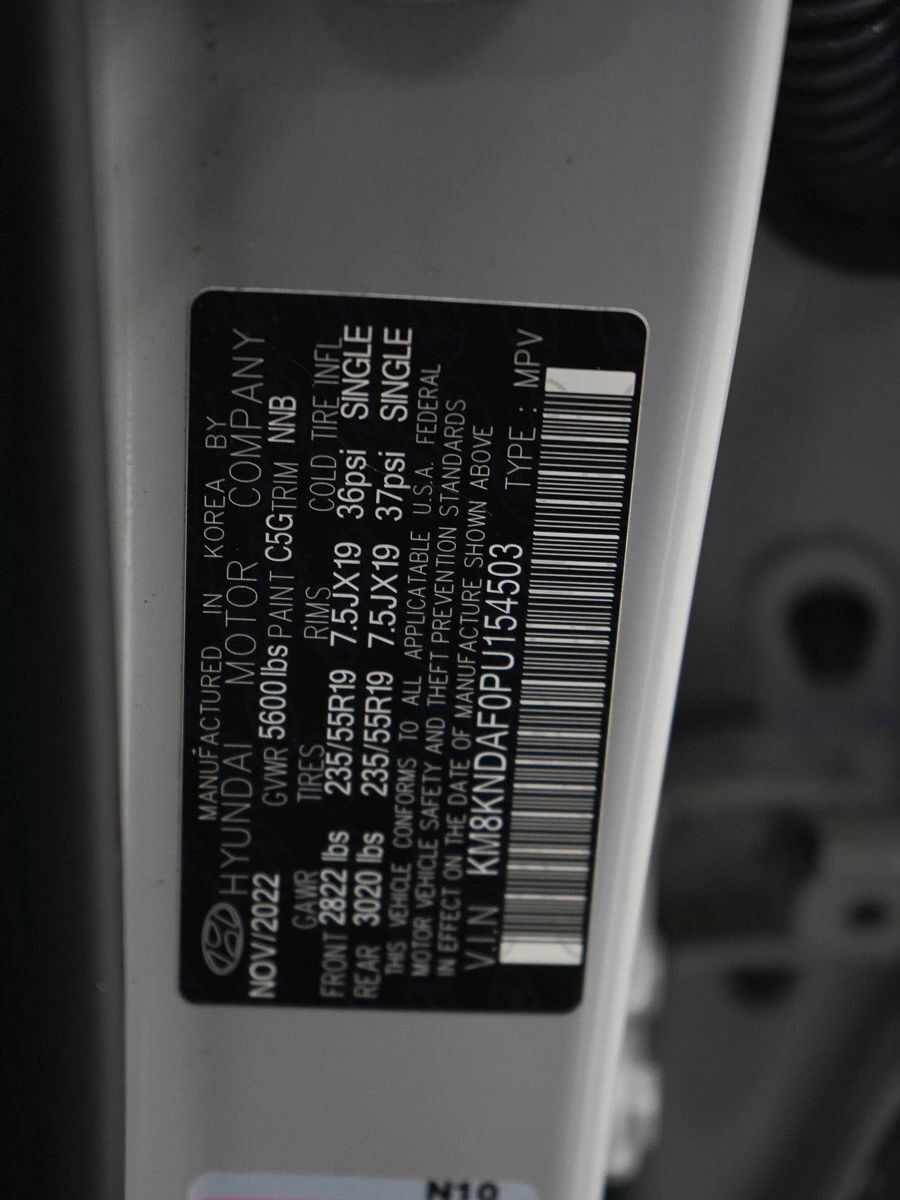 MANUFACTURED IN KOREA BY
HYUNDAI MOTOR COMPANY
NOV/2022 GVWR 5600lbs PAINT C5G TRIM NNB
GAWR TIRES RIMS COLD TIRE INFL
FRONT 2822 lbs 235/55R19 7.5JX19 36psi SINGLE
REAR 3020 lbs 235/55R19 7.5JX19 37psi SINGLE
THIS VEHICLE CONFORMS TO ALL APPLICATABLE U.S.A. FEDERAL
MOTOR VEHICLE SAFETY AND THEFT PREVENTION STANDARDS
IN EFFECT ON THE DATE OF MANUFACTURE SHOWN ABOVE
V.I.N KM8KNDAF0PU154503 TYPE : MPV
N10